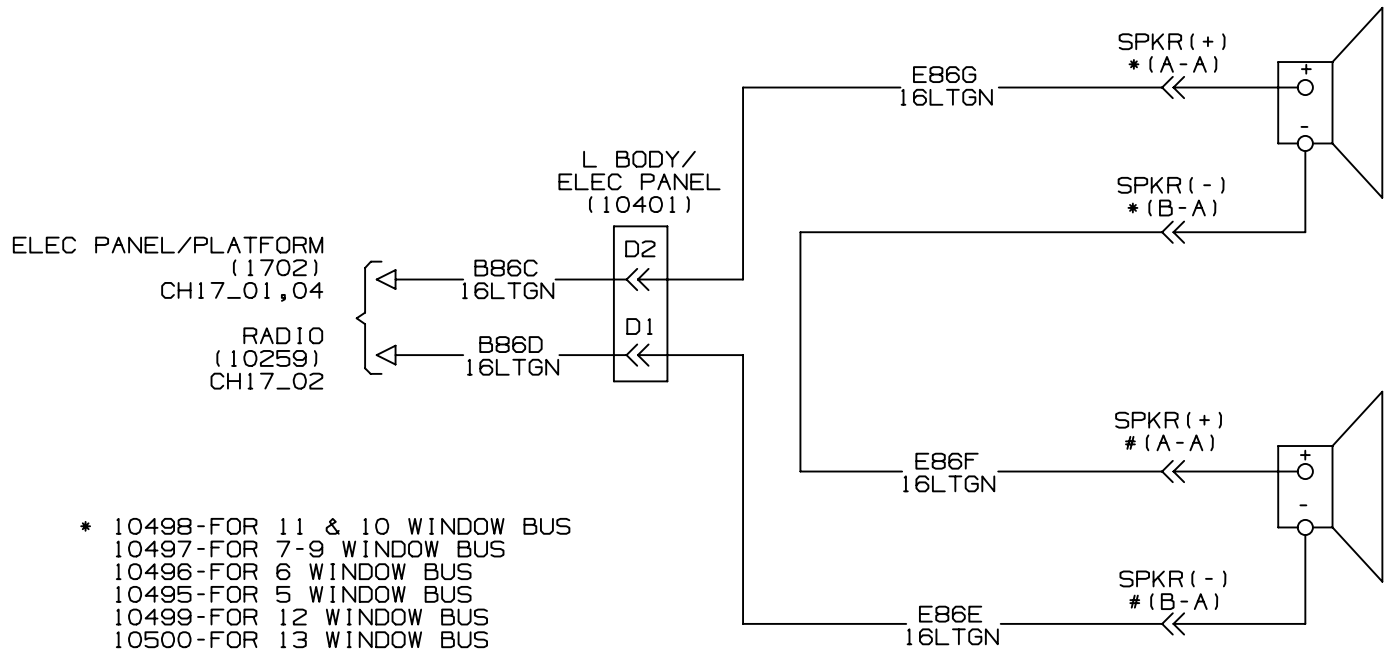 SPKR(+)
*(A-A)
E86G
16LTGN
+
-
L BODY/
ELEC PANEL
(10401)
SPKR(-)
*(B-A)
ELEC PANEL/PLATFORM
(1702)
CH17_01,04
B86C
16LTGN
D2
RADIO
(10259)
CH17_02
B86D
16LTGN
D1
SPKR(+)
#(A-A)
E86F
16LTGN
+
-
* 10498-FOR 11 & 10 WINDOW BUS
10497-FOR 7-9 WINDOW BUS
10496-FOR 6 WINDOW BUS
10495-FOR 5 WINDOW BUS
10499-FOR 12 WINDOW BUS
10500-FOR 13 WINDOW BUS
SPKR(-)
#(B-A)
E86E
16LTGN